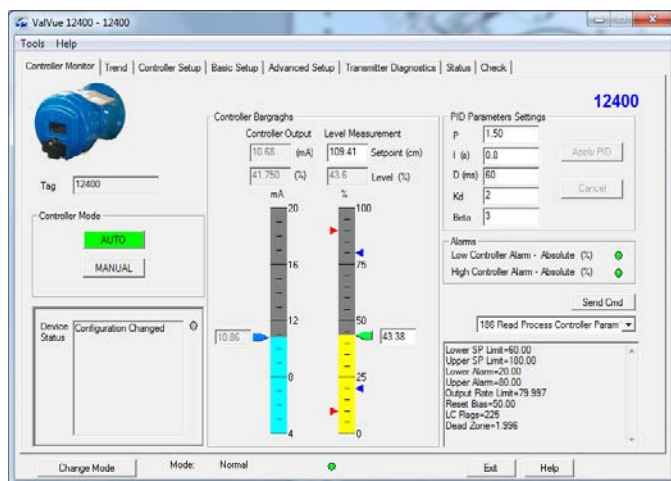 ValVue 12400 - 12400
Tools Help
Controller Monitor Trend Controller Setup Basic Setup Advanced Setup Transmitter Diagnostics Status Check
12400
Tag 12400
Controller Mode
AUTO
MANUAL
Device Status Configuration Changed
Controller Bargraghs
Controller Output Level Measurement
10.68 (mA) 109.41 Setpoint (cm)
41.750 (%) 43.6 Level (%)
mA %
20 100
16 75
12 50
10.86 43.38
8 25
4 0
PID Parameters Settings
P 1.50
I (s) 0.8
D (ms) 60
Kd 2
Beta 3
Apply PID
Cancel
Alarms
Low Controller Alarm - Absolute (%)
High Controller Alarm - Absolute (%)
Send Cmd
186 Read Process Controller Param
Lower SP Limit=60.00
Upper SP Limit=180.00
Lower Alarm=20.00
Upper Alarm=80.00
Output Rate Limit=79.997
Reset Bias=50.00
LC Flags=225
Dead Zone=1.996
Change Mode Mode: Normal Exit Help